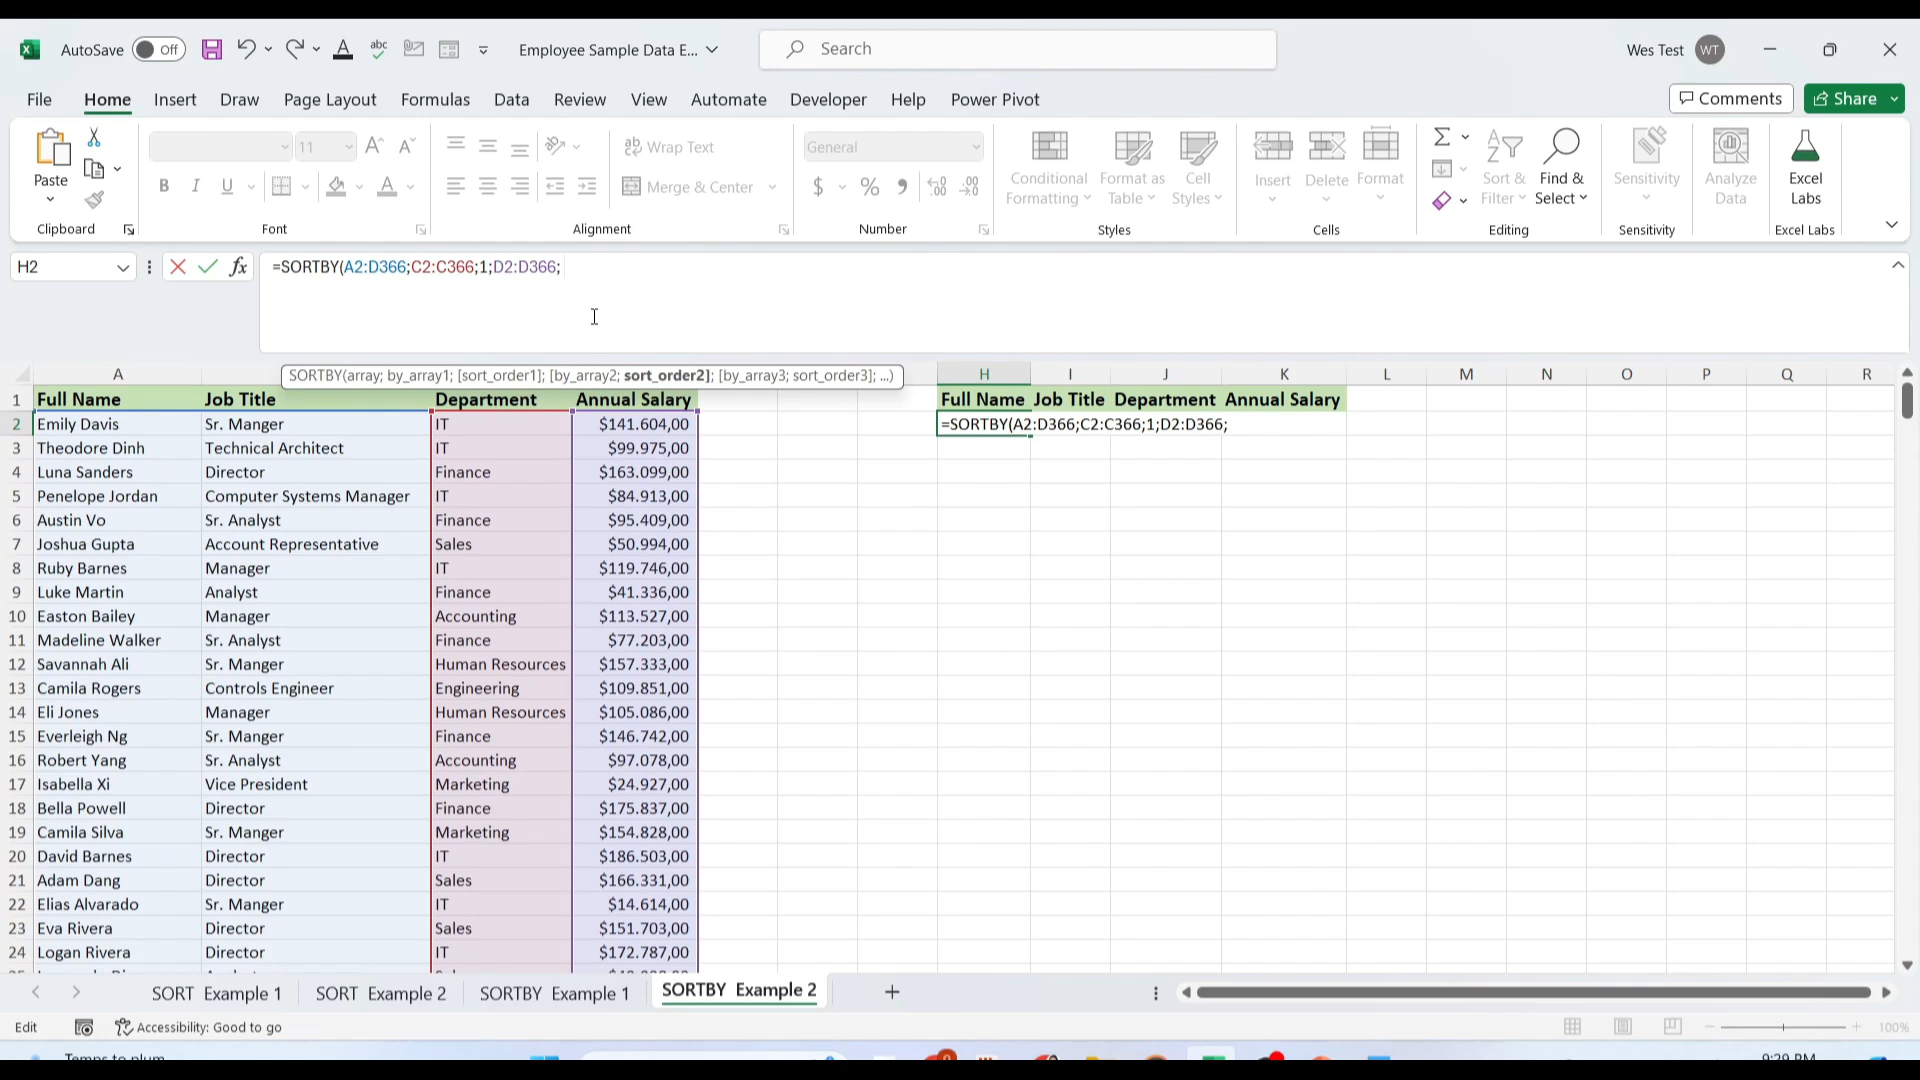 AutoSave Off abc Employee Sample Data E... Search Wes Test WT
File Home Insert Draw Page Layout Formulas Data Review View Automate Developer Help Power Pivot Comments Share
Paste 11 A A ab Wrap Text General Conditional Formatting Format as Table Cell Styles Insert Delete Format Sort & Filter Find & Select Sensitivity Analyze Data Excel Labs
B I U A Merge & Center $ % 9
Clipboard Font Alignment Number Styles Cells Editing Sensitivity Excel Labs
H2 fx =SORTBY(A2:D366;C2:C366;1;D2:D366;
SORTBY(array; by_array1; [sort_order1]; [by_array2; sort_order2]; [by_array3; sort_order3]; ...)
A H I J K L M N O P Q R
1 Full Name Job Title Department Annual Salary Full Name Job Title Department Annual Salary
2 Emily Davis Sr. Manger IT $141.604,00 =SORTBY(A2:D366;C2:C366;1;D2:D366;
3 Theodore Dinh Technical Architect IT $99.975,00
4 Luna Sanders Director Finance $163.099,00
5 Penelope Jordan Computer Systems Manager IT $84.913,00
6 Austin Vo Sr. Analyst Finance $95.409,00
7 Joshua Gupta Account Representative Sales $50.994,00
8 Ruby Barnes Manager IT $119.746,00
9 Luke Martin Analyst Finance $41.336,00
10 Easton Bailey Manager Accounting $113.527,00
11 Madeline Walker Sr. Analyst Finance $77.203,00
12 Savannah Ali Sr. Manger Human Resources $157.333,00
13 Camila Rogers Controls Engineer Engineering $109.851,00
14 Eli Jones Manager Human Resources $105.086,00
15 Everleigh Ng Sr. Manger Finance $146.742,00
16 Robert Yang Sr. Analyst Accounting $97.078,00
17 Isabella Xi Vice President Marketing $24.927,00
18 Bella Powell Director Finance $175.837,00
19 Camila Silva Sr. Manger Marketing $154.828,00
20 David Barnes Director IT $186.503,00
21 Adam Dang Director Sales $166.331,00
22 Elias Alvarado Sr. Manger IT $14.614,00
23 Eva Rivera Director Sales $151.703,00
24 Logan Rivera Director IT $172.787,00
SORT Example 1 SORT Example 2 SORTBY Example 1 SORTBY Example 2
Edit Accessibility: Good to go 100%